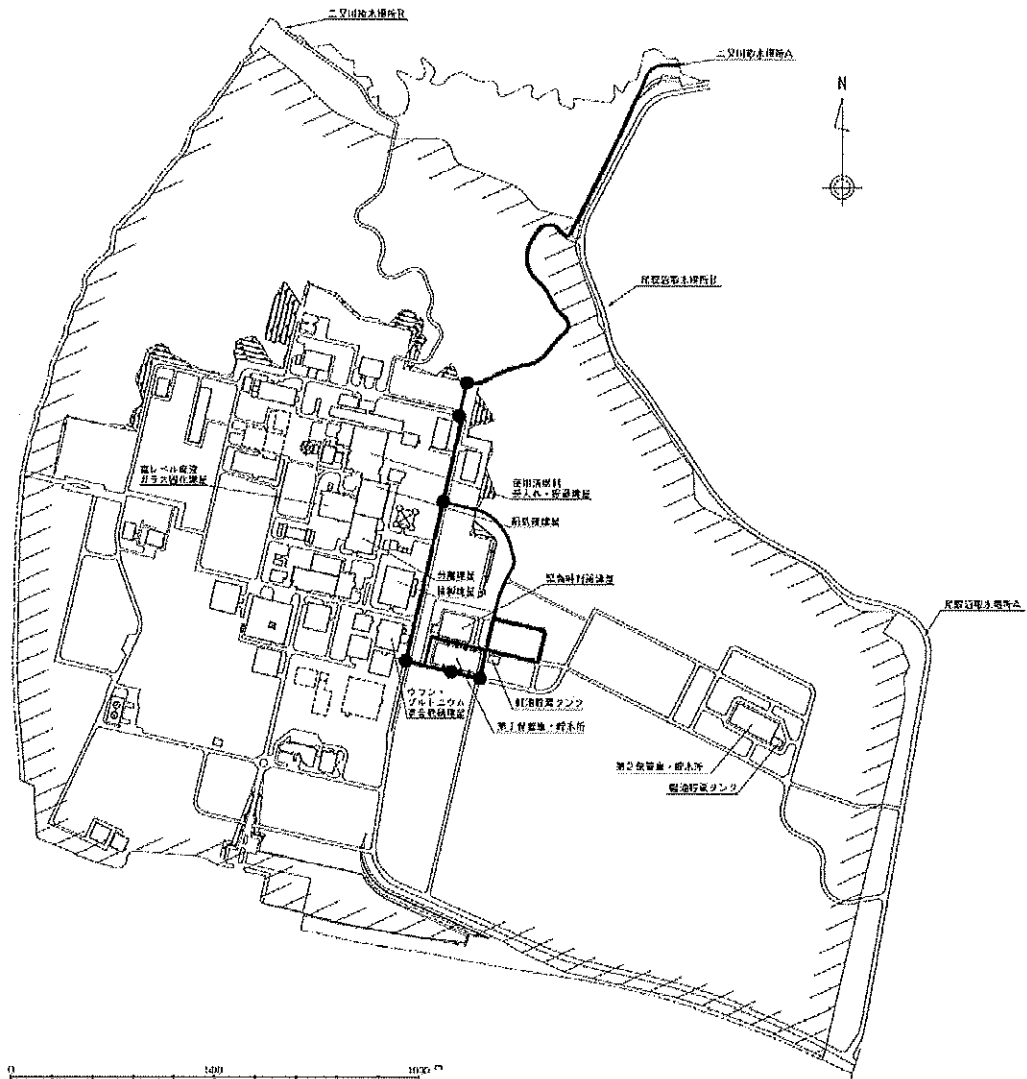 二又川取水場所B
二又川取水場所A
N
尾駮沼取水場所B
高レベル廃液
ガラス固化建屋
使用済燃料
受入れ・貯蔵建屋
前処理建屋
分離建屋
精製建屋
緊急時対策建屋
尾駮沼取水場所A
ウラン・
プルトニウム
混合脱硝建屋
軽油貯蔵タンク
第1保管庫・貯水所
第2保管庫・貯水所
軽油貯蔵タンク
0 500 1000